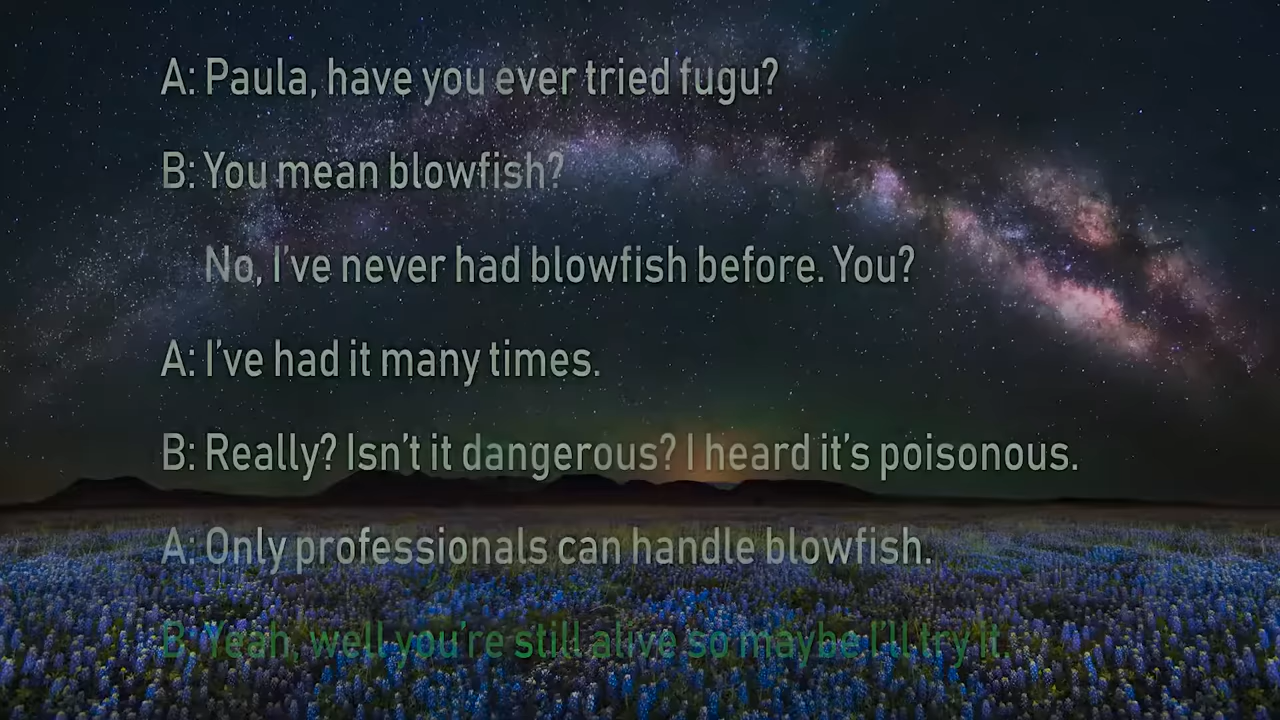 A: Paula, have you ever tried fugu?
B: You mean blowfish?
No, I’ve never had blowfish before. You?
A: I’ve had it many times.
B: Really? Isn’t it dangerous? I heard it’s poisonous.
A: Only professionals can handle blowfish.
B: Yeah, well you’re still alive so maybe I’ll try it.